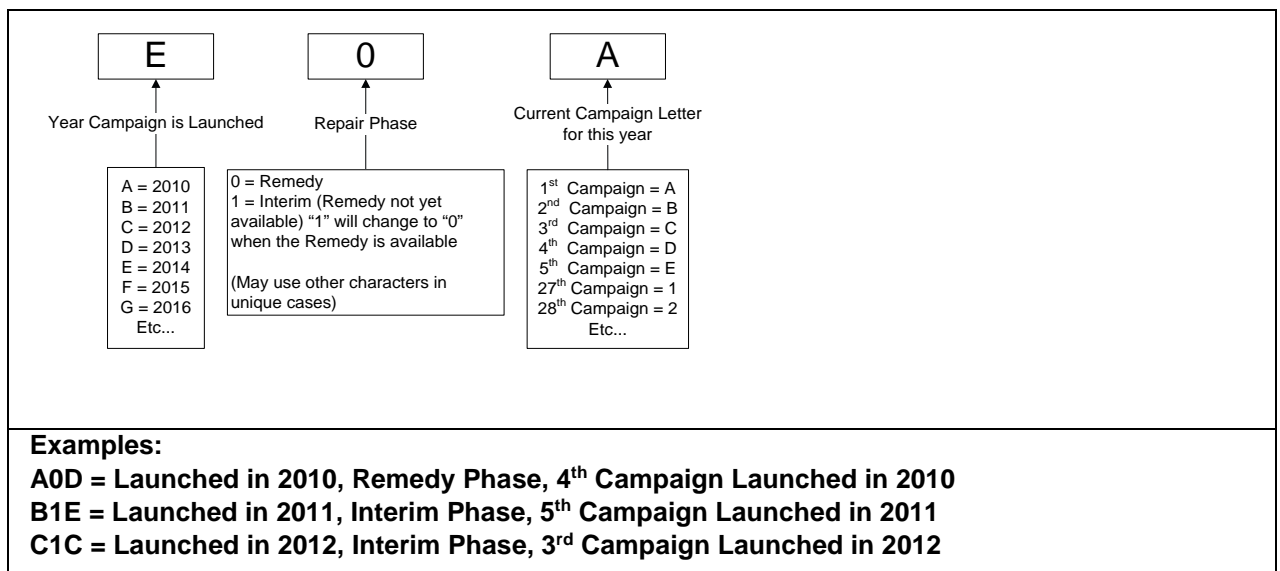 E 0 A
Year Campaign is Launched
Repair Phase
Current Campaign Letter
for this year
A = 2010
B = 2011
C = 2012
D = 2013
E = 2014
F = 2015
G = 2016
Etc...
0 = Remedy
1 = Interim (Remedy not yet
available) “1” will change to “0”
when the Remedy is available
(May use other characters in
unique cases)
1st Campaign = A
2nd Campaign = B
3rd Campaign = C
4th Campaign = D
5th Campaign = E
27th Campaign = 1
28th Campaign = 2
Etc...
Examples:
A0D = Launched in 2010, Remedy Phase, 4th Campaign Launched in 2010
B1E = Launched in 2011, Interim Phase, 5th Campaign Launched in 2011
C1C = Launched in 2012, Interim Phase, 3rd Campaign Launched in 2012